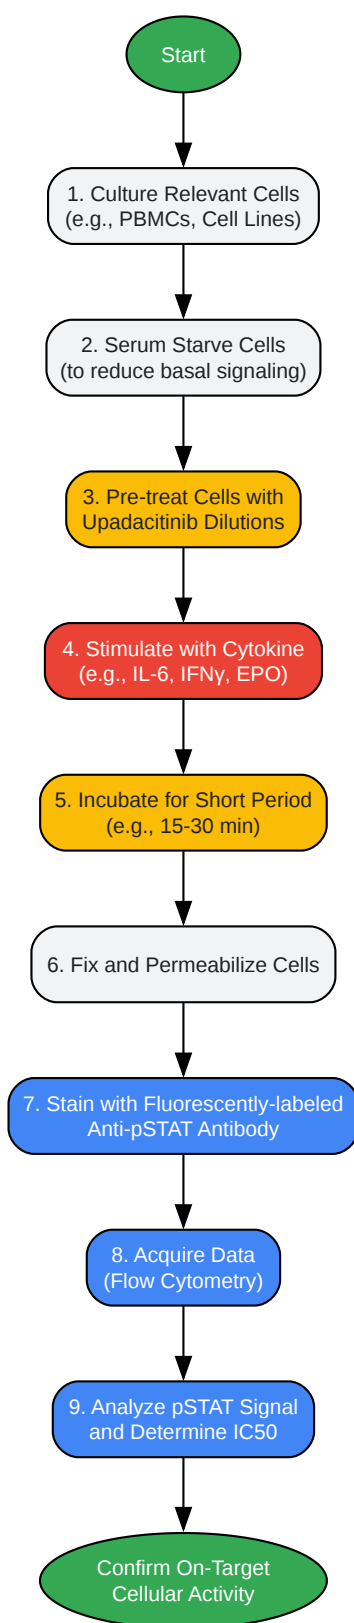 Start
1. Culture Relevant Cells
(e.g., PBMCs, Cell Lines)
2. Serum Starve Cells
(to reduce basal signaling)
3. Pre-treat Cells with
Upadacitinib Dilutions
4. Stimulate with Cytokine
(e.g., IL-6, IFNγ, EPO)
5. Incubate for Short Period
(e.g., 15-30 min)
6. Fix and Permeabilize Cells
7. Stain with Fluorescently-labeled
Anti-pSTAT Antibody
8. Acquire Data
(Flow Cytometry)
9. Analyze pSTAT Signal
and Determine IC50
Confirm On-Target
Cellular Activity